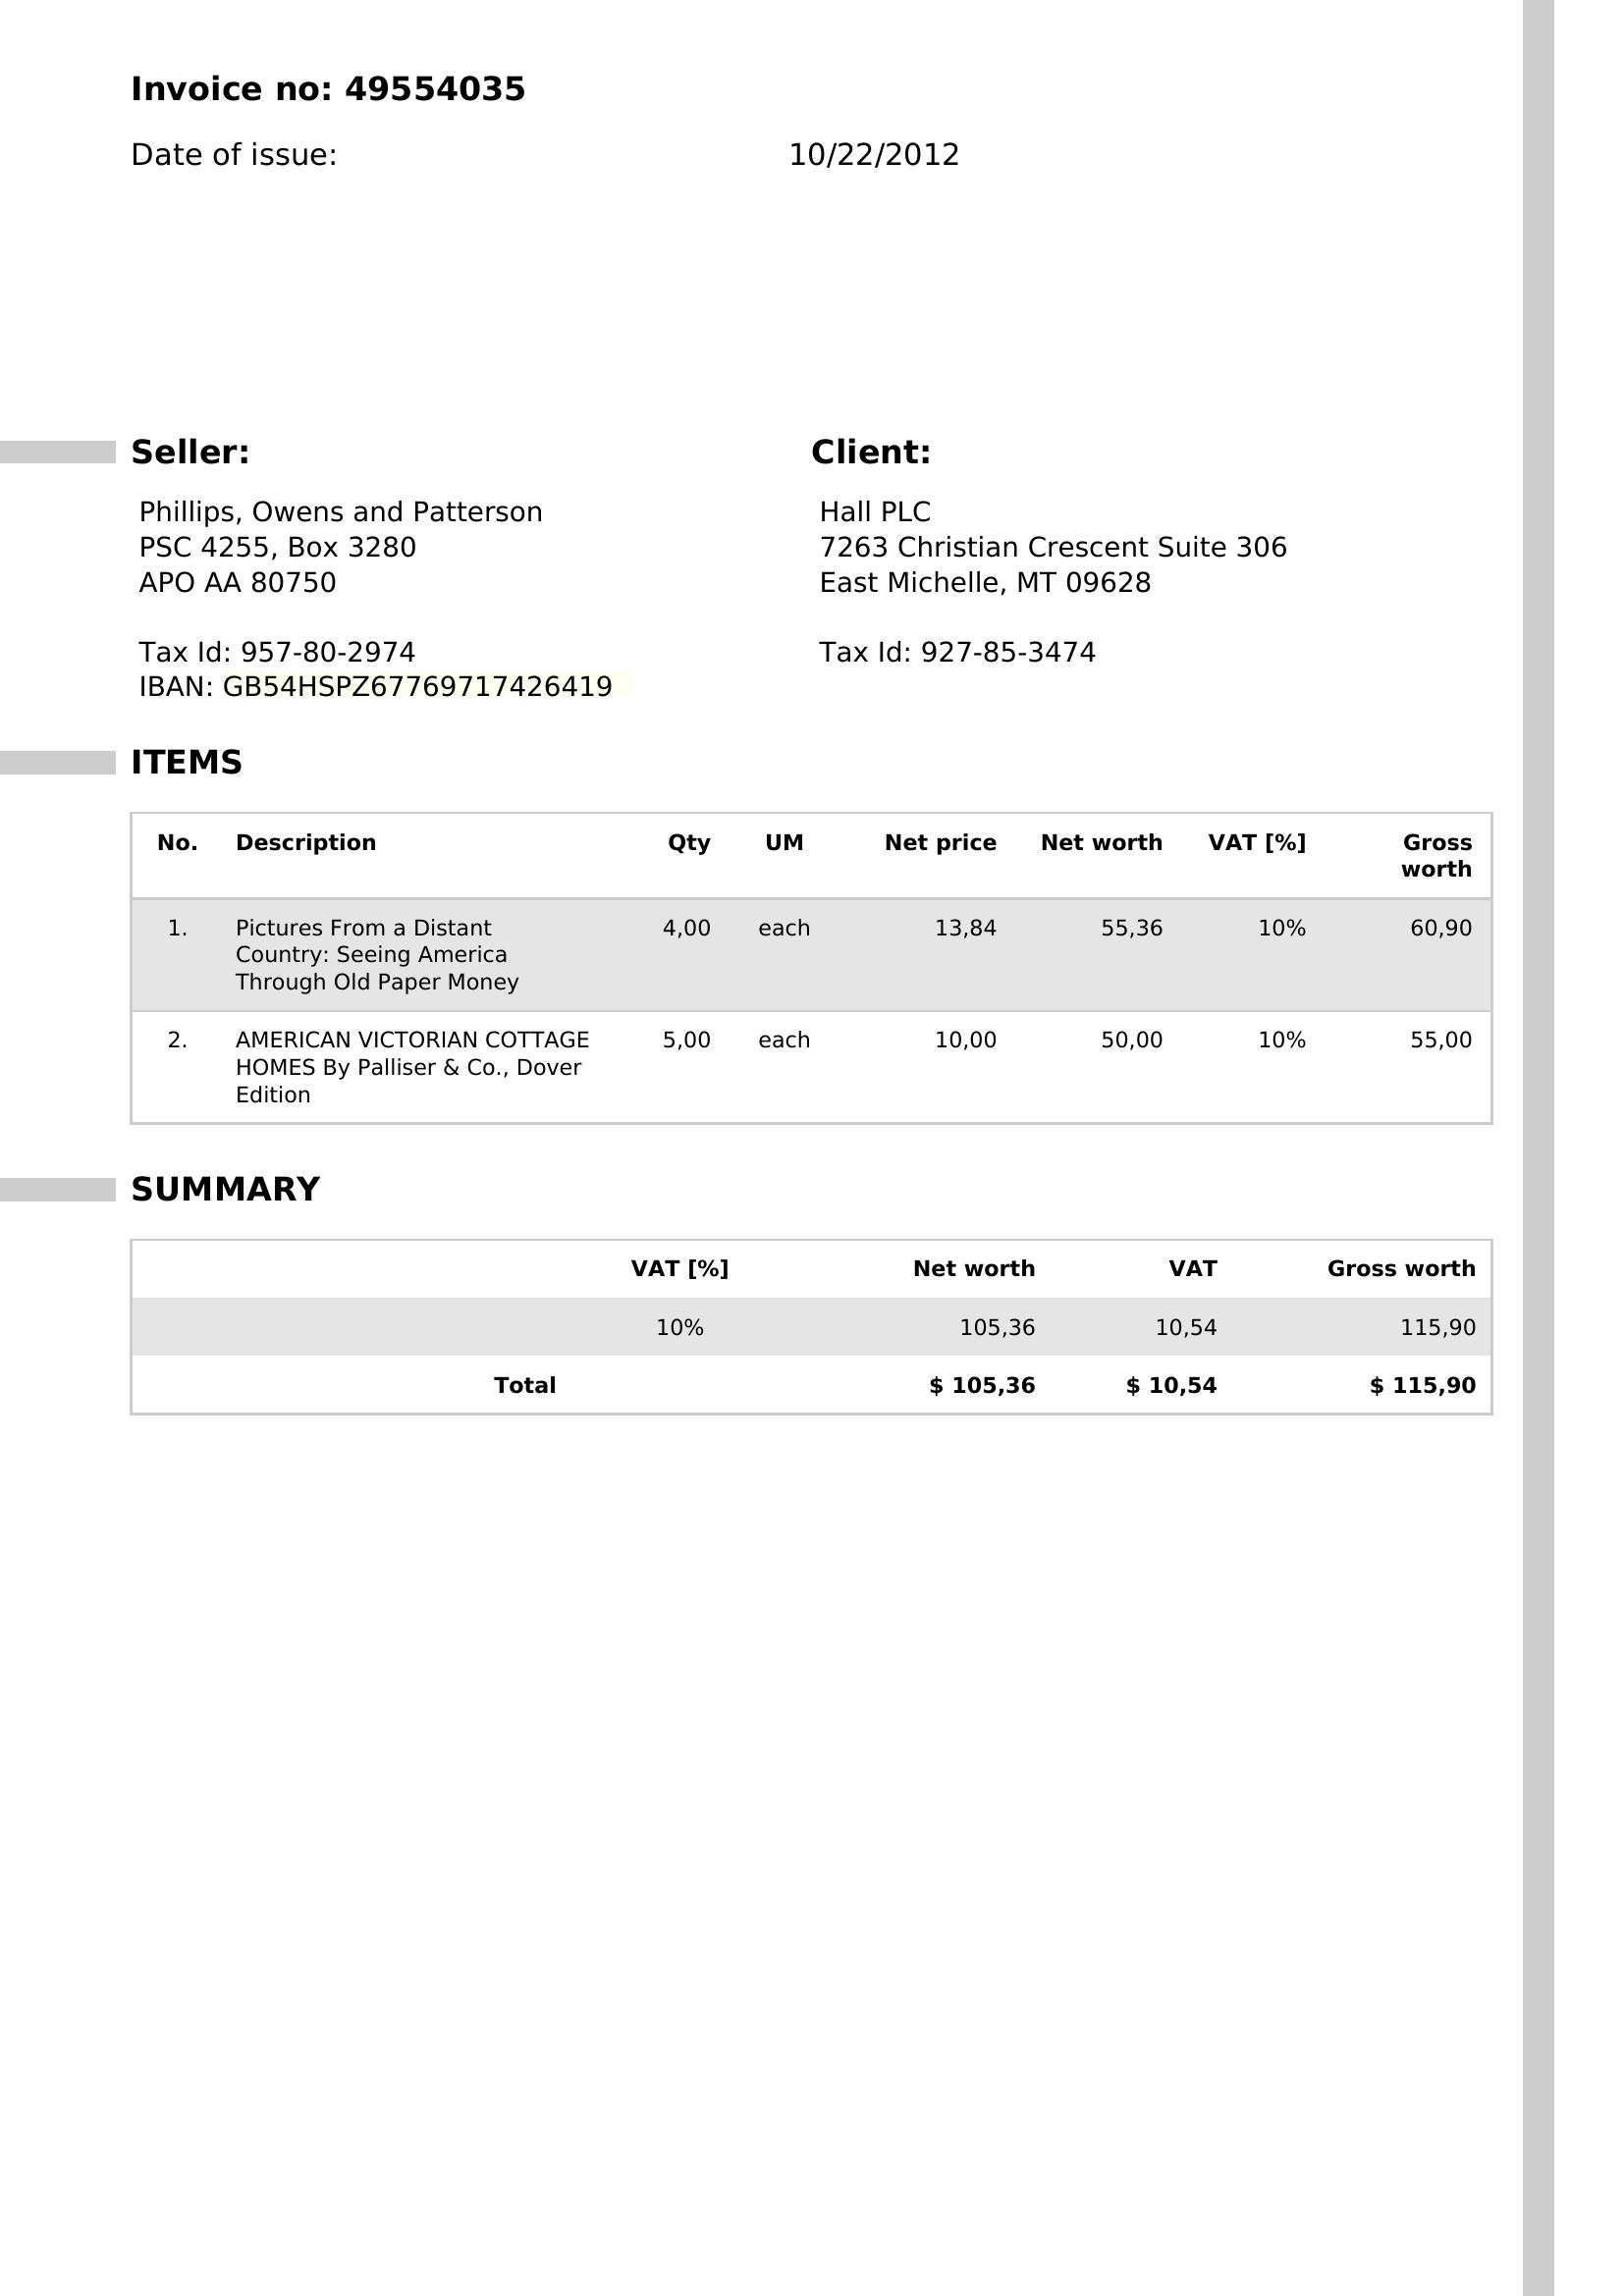 Invoice no: 49554035
Date of issue: 10/22/2012
Seller:
Phillips, Owens and Patterson
PSC 4255, Box 3280
APO AA 80750
Tax Id: 957-80-2974
IBAN: GB54HSPZ67769717426419
Client:
Hall PLC
7263 Christian Crescent Suite 306
East Michelle, MT 09628
Tax Id: 927-85-3474
ITEMS
No. Description Qty UM Net price Net worth VAT [%] Gross
worth
1. Pictures From a Distant 4,00 each 13,84 55,36 10% 60,90
Country: Seeing America
Through Old Paper Money
2. AMERICAN VICTORIAN COTTAGE 5,00 each 10,00 50,00 10% 55,00
HOMES By Palliser & Co., Dover
Edition
SUMMARY
VAT [%] Net worth VAT Gross worth
10% 105,36 10,54 115,90
Total $ 105,36 $ 10,54 $ 115,90